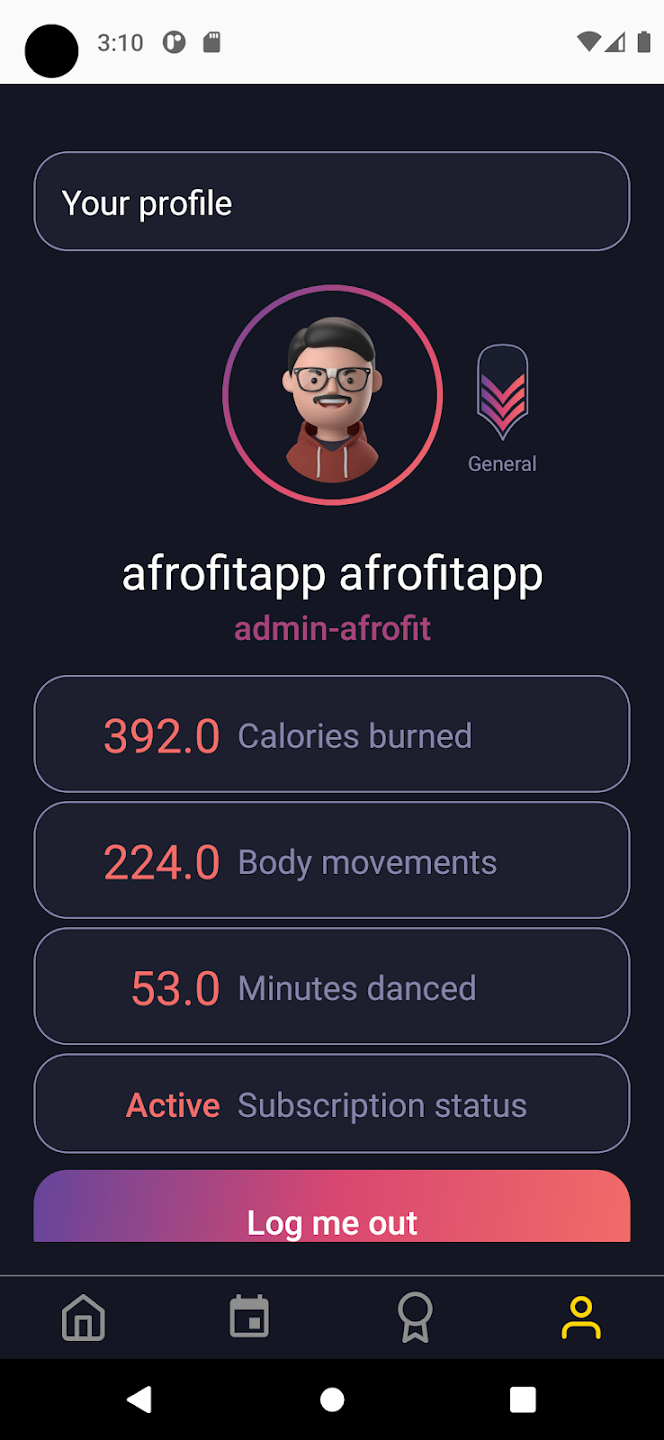 3:10
Your profile
General
afrofitapp afrofitapp
admin-afrofit
392.0 Calories burned
224.0 Body movements
53.0 Minutes danced
Active Subscription status
Log me out